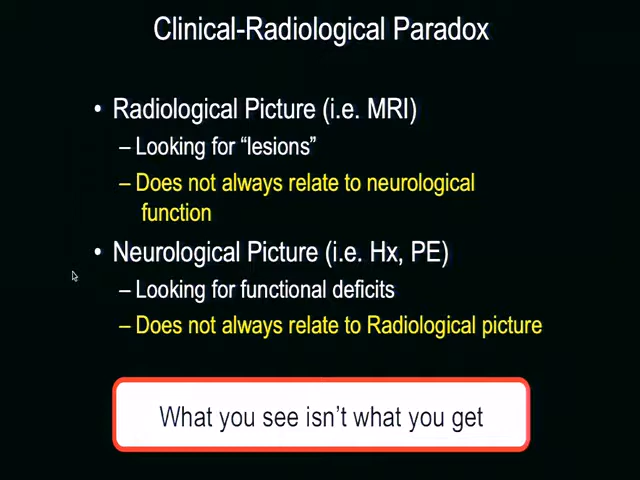 Clinical-Radiological Paradox
• Radiological Picture (i.e. MRI)
– Looking for “lesions”
– Does not always relate to neurological
function
• Neurological Picture (i.e. Hx, PE)
– Looking for functional deficits
– Does not always relate to Radiological picture
What you see isn’t what you get